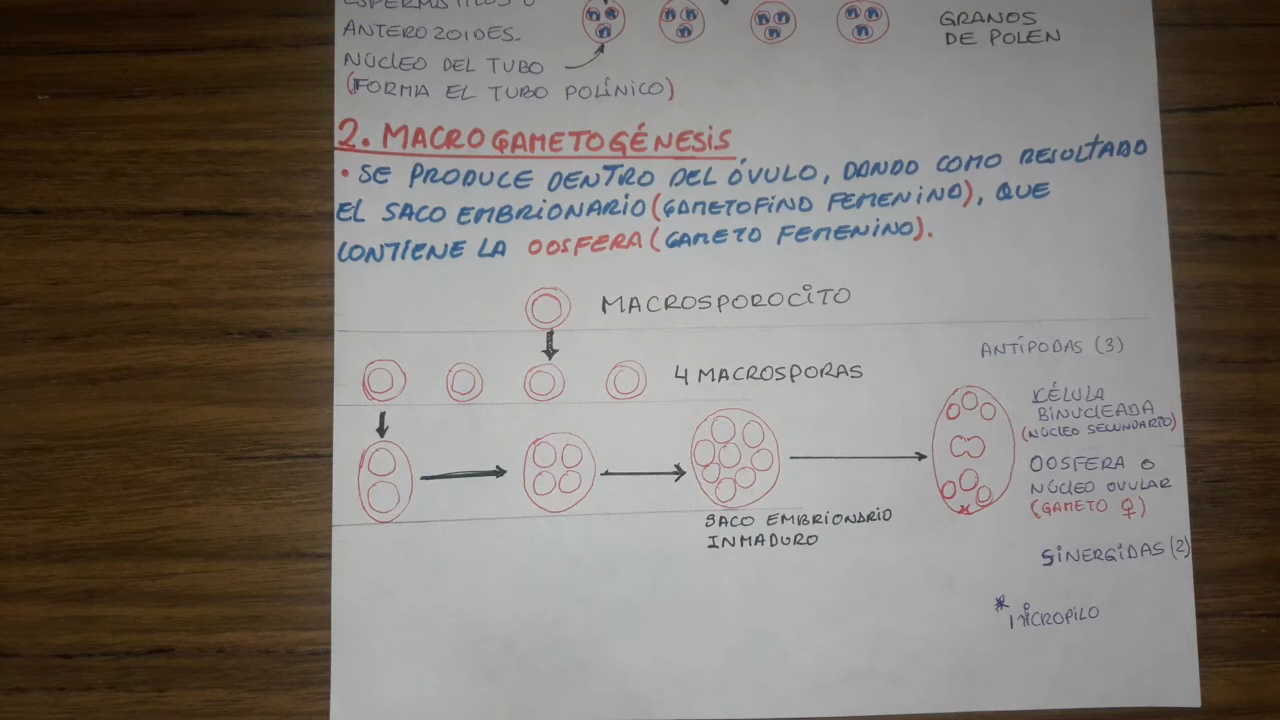 ANTEROZOIDES.
NÚCLEO DEL TUBO
(FORMA EL TUBO POLÍNICO)
n n n
n n n
n n n
n n n
GRANOS
DE POLEN
2. MACROGAMETOGÉNESIS
• SE PRODUCE DENTRO DEL ÓVULO, DANDO COMO RESULTADO
EL SACO EMBRIONARIO (GAMETOFINO FEMENINO), QUE
CONTIENE LA OOSFERA (GAMETO FEMENINO).
MACROSPOROCITO
4 MACROSPORAS
SACO EMBRIONARIO
INMADURO
ANTÍPODAS (3)
CÉLULA
BINUCLEADA
(NÚCLEO SECUNDARIO)
OOSFERA O
NÚCLEO OVULAR
(GAMETO ♀)
SINERGIDAS (2)
* MICROPILO